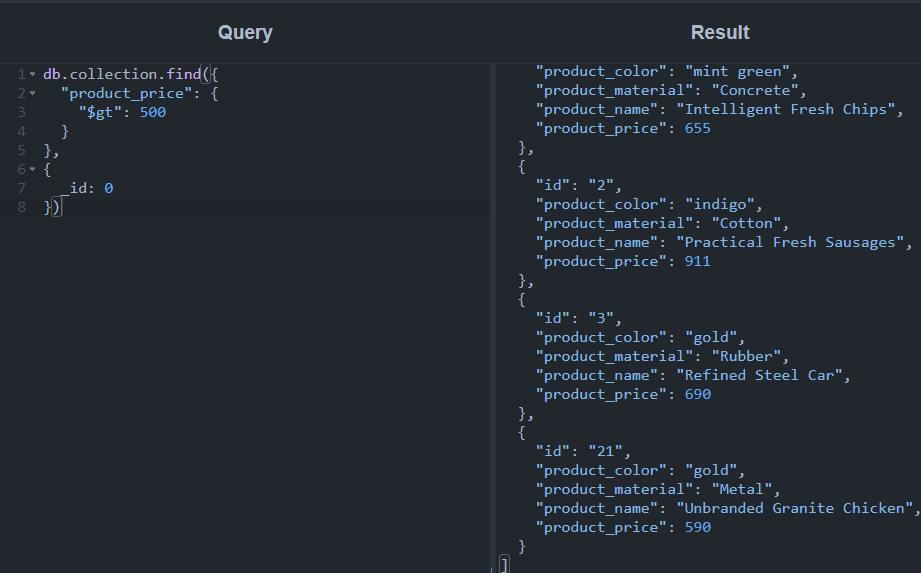 Query
1 db.collection.find({
2 "product_price": {
3 "$gt": 500
4 }
5 },
6 {
7 _id: 0
8 })
Result
"product_color": "mint green",
"product_material": "Concrete",
"product_name": "Intelligent Fresh Chips",
"product_price": 655
},
{
"id": "2",
"product_color": "indigo",
"product_material": "Cotton",
"product_name": "Practical Fresh Sausages",
"product_price": 911
},
{
"id": "3",
"product_color": "gold",
"product_material": "Rubber",
"product_name": "Refined Steel Car",
"product_price": 690
},
{
"id": "21",
"product_color": "gold",
"product_material": "Metal",
"product_name": "Unbranded Granite Chicken",
"product_price": 590
}
]